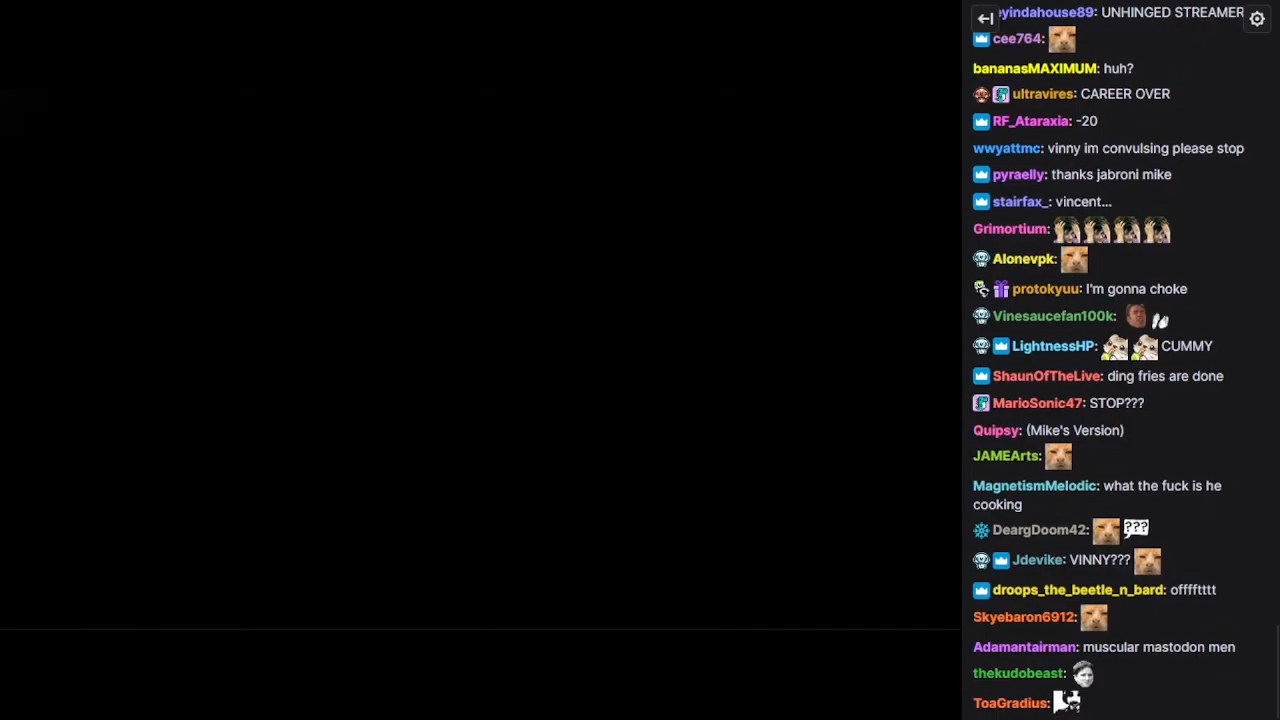 eyindahouse89: UNHINGED STREAMER
cee764:
bananasMAXIMUM: huh?
ultravires: CAREER OVER
RF_Ataraxia: -20
wwyattmc: vinny im convulsing please stop
pyraelly: thanks jabroni mike
stairfax_: vincent...
Grimortium:
Alonevpk:
protokyuu: I'm gonna choke
Vinesaucefan100k:
LightnessHP: CUMMY
ShaunOfTheLive: ding fries are done
MarioSonic47: STOP???
Quipsy: (Mike's Version)
JAMEArts:
MagnetismMelodic: what the fuck is he
cooking
DeargDoom42: ???
Jdevike: VINNY???
droops_the_beetle_n_bard: offffttt
Skyebaron6912:
Adamantairman: muscular mastodon men
thekudobeast:
ToaGradius: